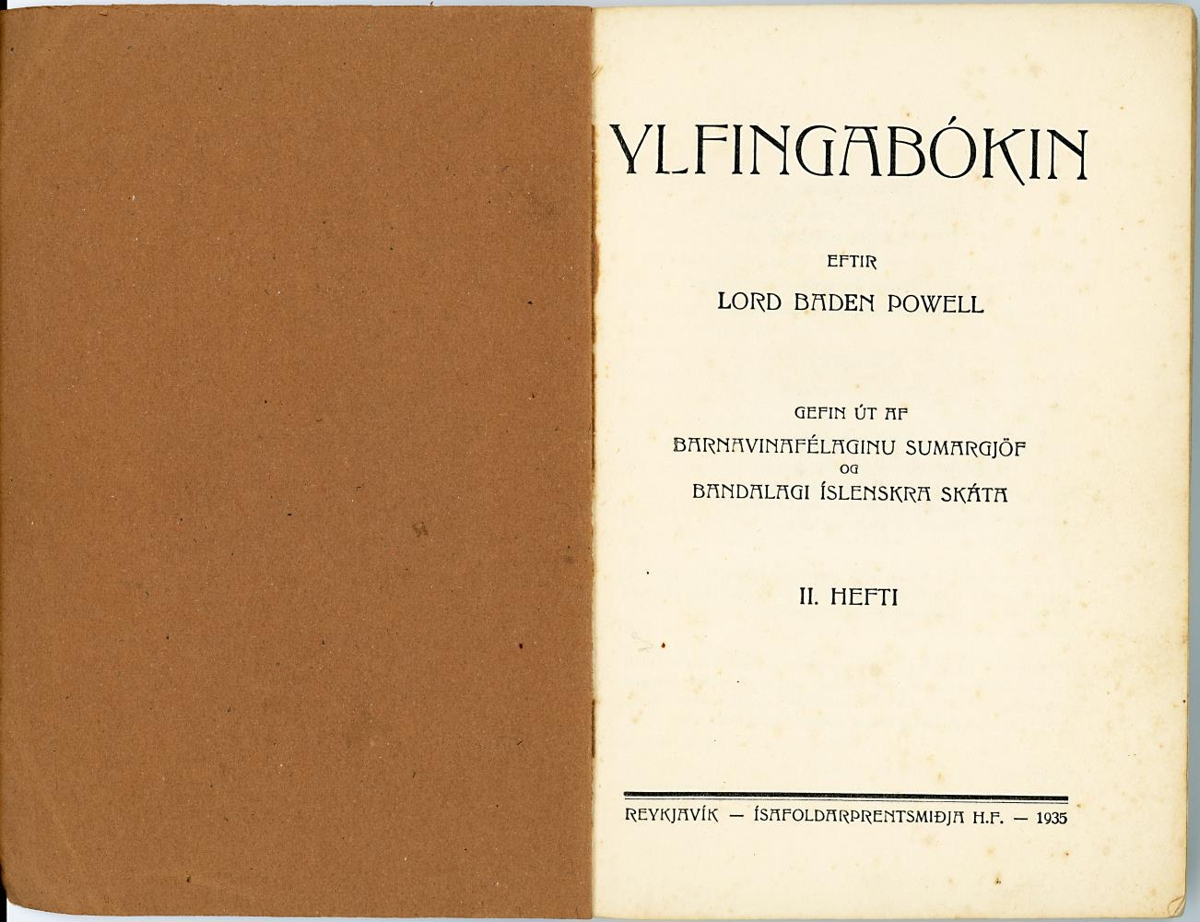 YLFINGABÓKIN
EFTIR
LORD BADEN POWELL
GEFIN ÚT AF
BARNAVINAFÉLAGINU SUMARGJÖF
OG
BANDALAGI ÍSLENSKRA SKÁTA
II. HEFTI
REYKJAVÍK — ÍSAFOLDARPRENTSMIÐJA H.F. — 1935